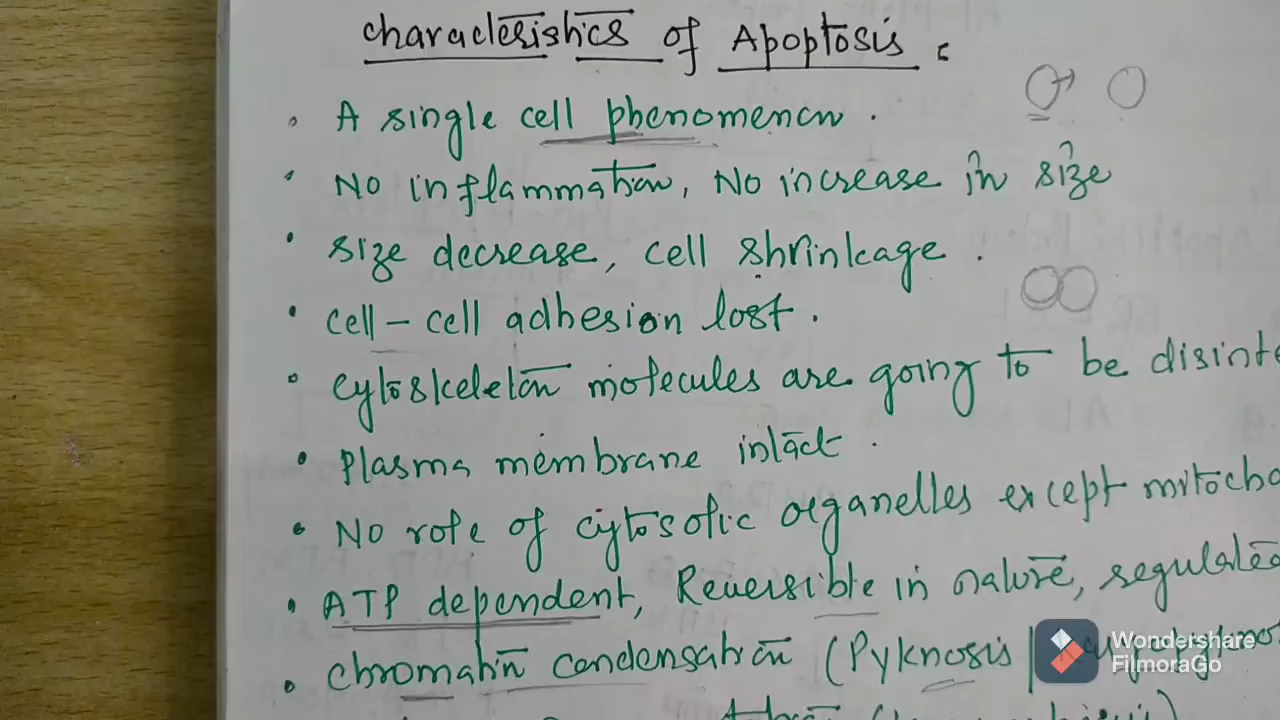 characteristics of Apoptosis :
A single cell phenomenon .
No inflammation, No increase in size
size decrease, cell shrinkage .
cell - cell adhesion lost .
cytoskeleton molecules are going to be disinte
Plasma membrane intact .
No role of cytosolic organelles except mitocho
ATP dependent, Reversible in nature, regulated
chromatin condensation (Pyknosis |
Wondershare
FilmoraGo